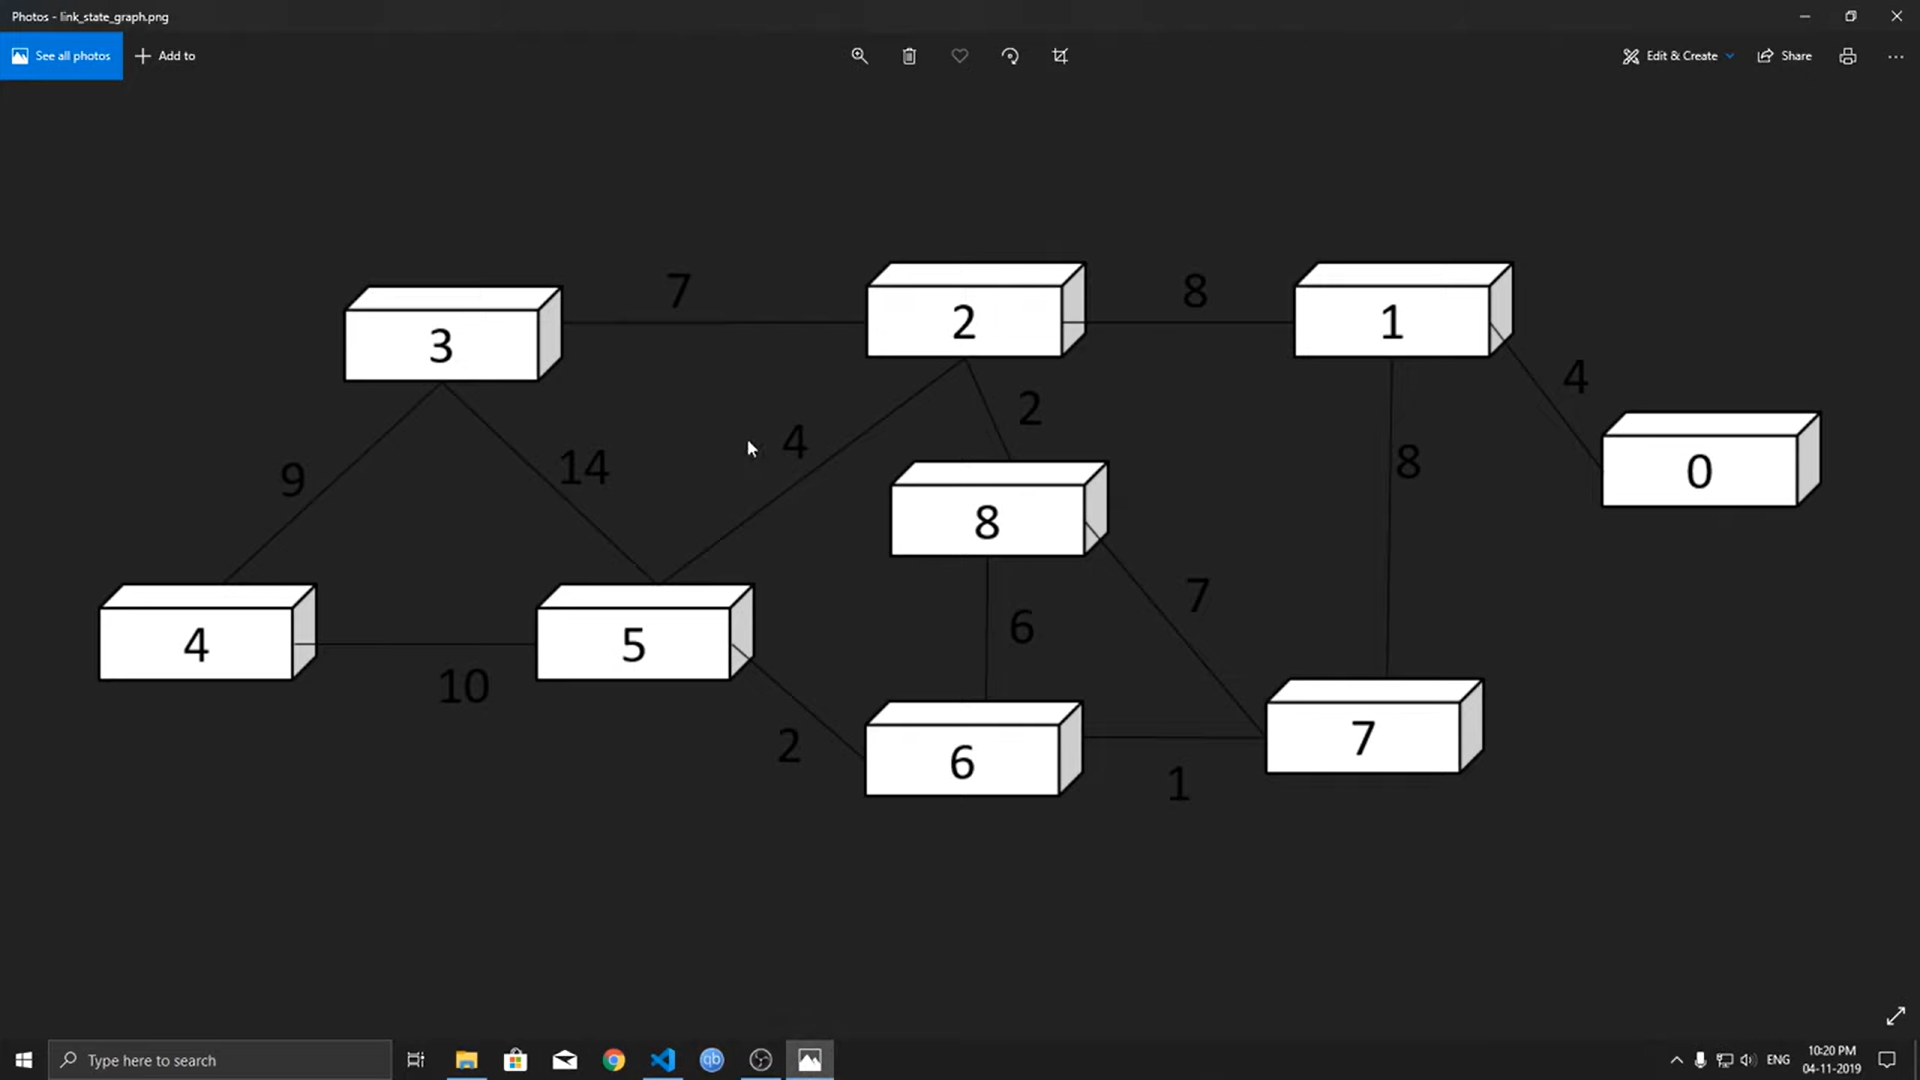 Photos - link_state_graph.png
See all photos
Add to
Edit & Create
Share
7
8
3
2
1
4
2
4
9
14
8
0
8
7
6
4
5
10
2
6
1
7
Type here to search
qb
ENG
10:20 PM
04-11-2019